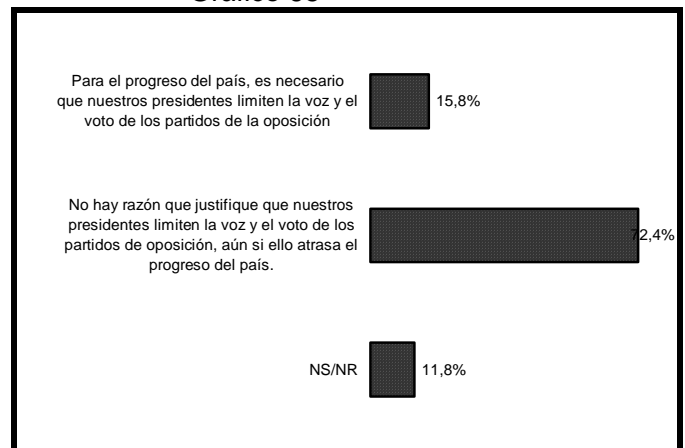 Para el progreso del país, es necesario
que nuestros presidentes limiten la voz y el
voto de los partidos de la oposición
15,8%
No hay razón que justifique que nuestros
presidentes limiten la voz y el voto de los
partidos de oposición, aún si ello atrasa el
progreso del país.
72,4%
NS/NR
11,8%